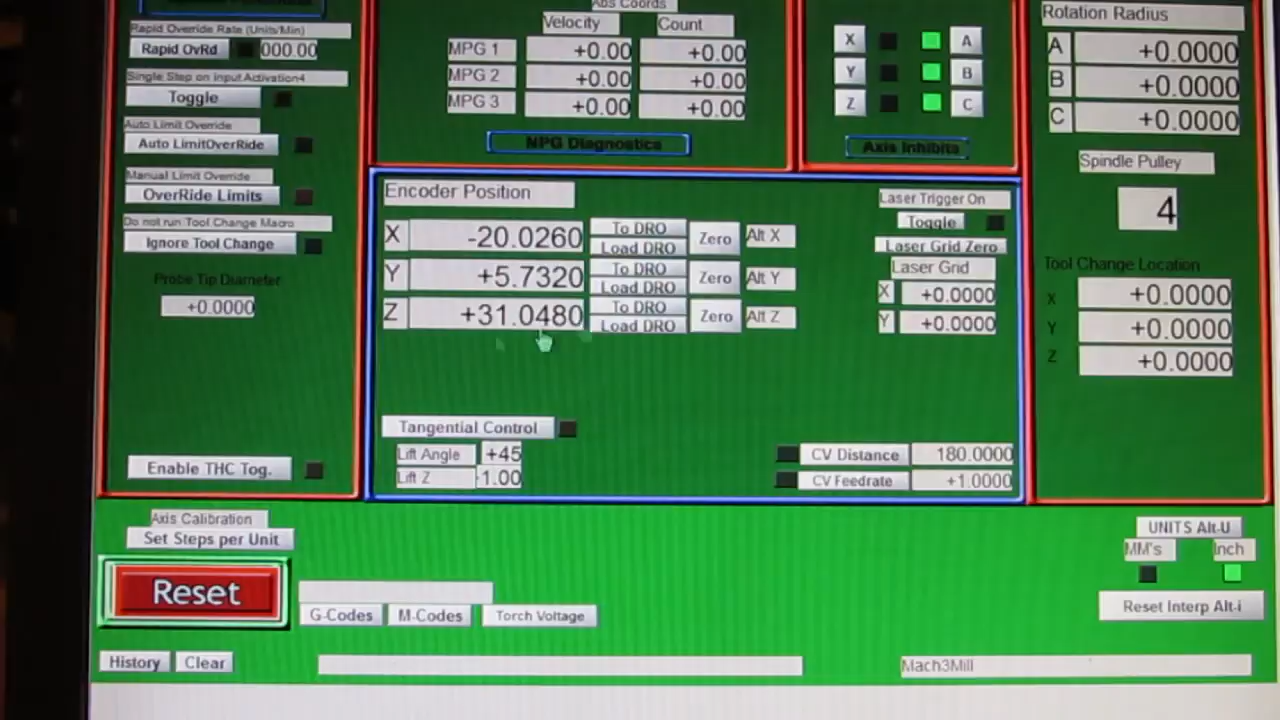 Rapid Override Rate (Units/Min)
Rapid OvRd
000.00
Single Step on Input Activation4
Toggle
Auto Limit Override
Auto LimitOverRide
Manual Limit Override
OverRide Limits
Do not run Tool Change Macro
Ignore Tool Change
Probe Tip Diameter
+0.0000
Enable THC Tog.
Abs Coords
Velocity
Count
MPG 1 +0.00 +0.00
MPG 2 +0.00 +0.00
MPG 3 +0.00 +0.00
NPG Diagnostics
X A
Y B
Z C
Axis Inhibits
Rotation Radius
A +0.0000
B +0.0000
C +0.0000
Spindle Pulley
4
Tool Change Location
X +0.0000
Y +0.0000
Z +0.0000
Encoder Position
X -20.0260 To DRO Load DRO Zero Alt X
Y +5.7320 To DRO Load DRO Zero Alt Y
Z +31.0480 To DRO Load DRO Zero Alt Z
Laser Trigger On
Toggle
Laser Grid Zero
Laser Grid
X +0.0000
Y +0.0000
Tangential Control
Lift Angle +45
Lift Z 1.00
CV Distance 180.0000
CV Feedrate +1.0000
Axis Calibration
Set Steps per Unit
Reset
G-Codes M-Codes Torch Voltage
UNITS Alt-U
MM's Inch
Reset Interp Alt-i
History Clear
Mach3Mill